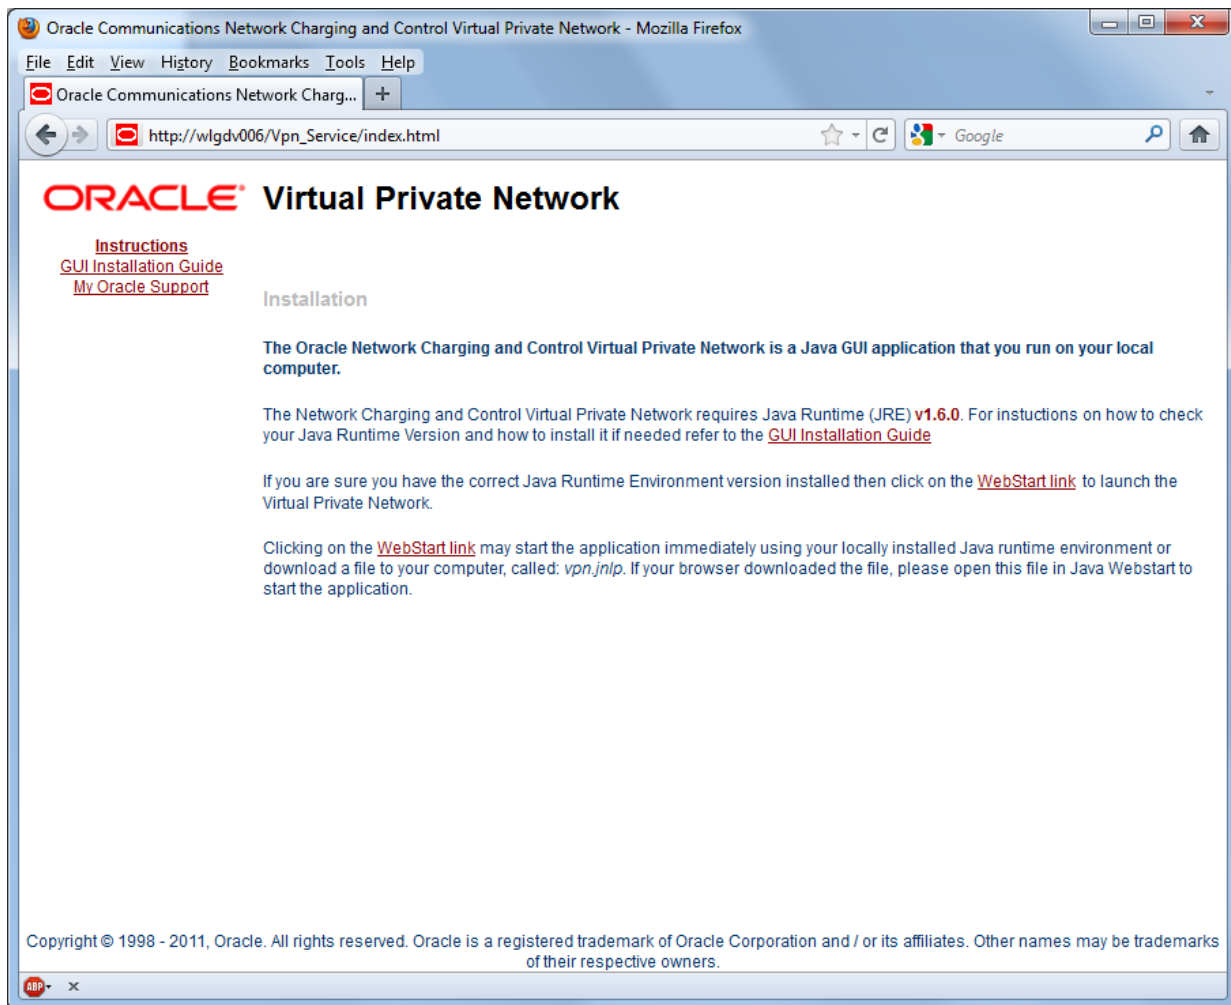 Oracle Communications Network Charging and Control Virtual Private Network - Mozilla Firefox
File Edit View History Bookmarks Tools Help
Oracle Communications Network Charg... +
http://wlgdv006/Vpn_Service/index.html Google
ORACLE® Virtual Private Network
Instructions
GUI Installation Guide
My Oracle Support
Installation
The Oracle Network Charging and Control Virtual Private Network is a Java GUI application that you run on your local
computer.
The Network Charging and Control Virtual Private Network requires Java Runtime (JRE) v1.6.0. For instuctions on how to check
your Java Runtime Version and how to install it if needed refer to the GUI Installation Guide
If you are sure you have the correct Java Runtime Environment version installed then click on the WebStart link to launch the
Virtual Private Network.
Clicking on the WebStart link may start the application immediately using your locally installed Java runtime environment or
download a file to your computer, called: vpn.jnlp. If your browser downloaded the file, please open this file in Java Webstart to
start the application.
Copyright © 1998 - 2011, Oracle. All rights reserved. Oracle is a registered trademark of Oracle Corporation and / or its affiliates. Other names may be trademarks
of their respective owners.
ABP x